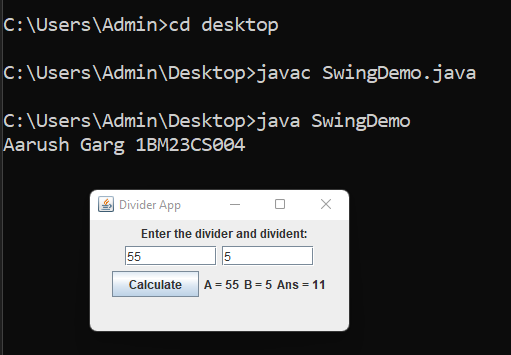 C:\Users\Admin>cd desktop
C:\Users\Admin\Desktop>javac SwingDemo.java
C:\Users\Admin\Desktop>java SwingDemo
Aarush Garg 1BM23CS004
Divider App
Enter the divider and divident:
55 5
Calculate A = 55 B = 5 Ans = 11